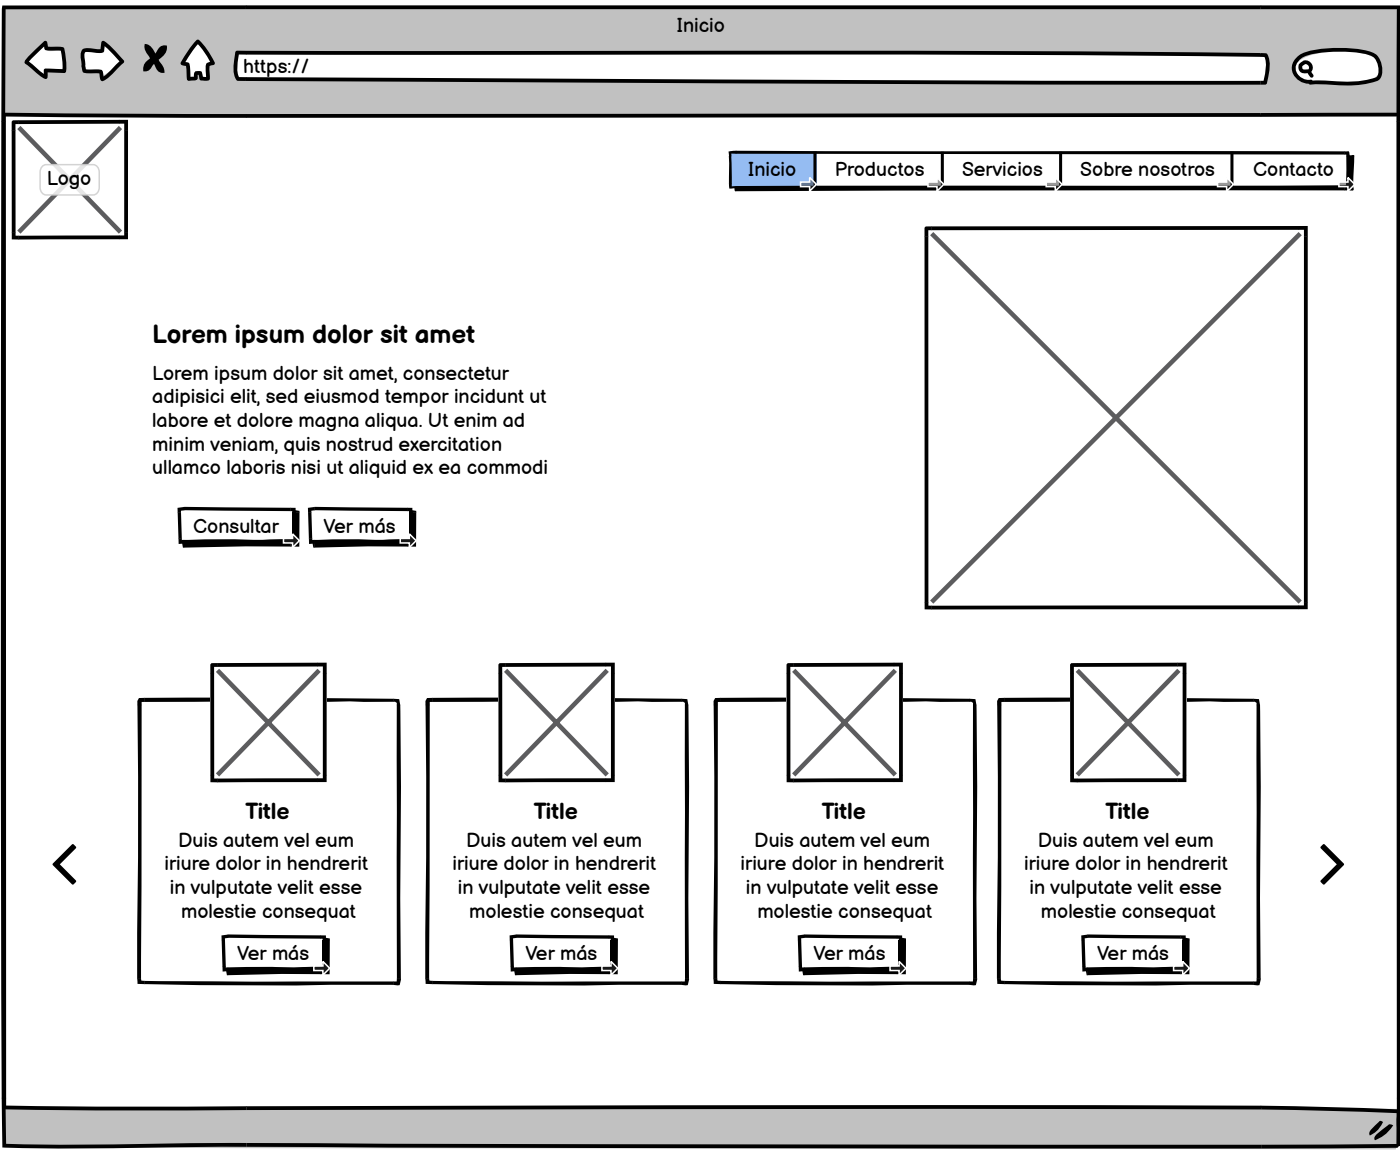 Inicio
https://
Logo
Inicio
Productos
Servicios
Sobre nosotros
Contacto
Lorem ipsum dolor sit amet
Lorem ipsum dolor sit amet, consectetur
adipisici elit, sed eiusmod tempor incidunt ut
labore et dolore magna aliqua. Ut enim ad
minim veniam, quis nostrud exercitation
ullamco laboris nisi ut aliquid ex ea commodi
Consultar
Ver más
Title
Duis autem vel eum
iriure dolor in hendrerit
in vulputate velit esse
molestie consequat
Ver más
Title
Duis autem vel eum
iriure dolor in hendrerit
in vulputate velit esse
molestie consequat
Ver más
Title
Duis autem vel eum
iriure dolor in hendrerit
in vulputate velit esse
molestie consequat
Ver más
Title
Duis autem vel eum
iriure dolor in hendrerit
in vulputate velit esse
molestie consequat
Ver más